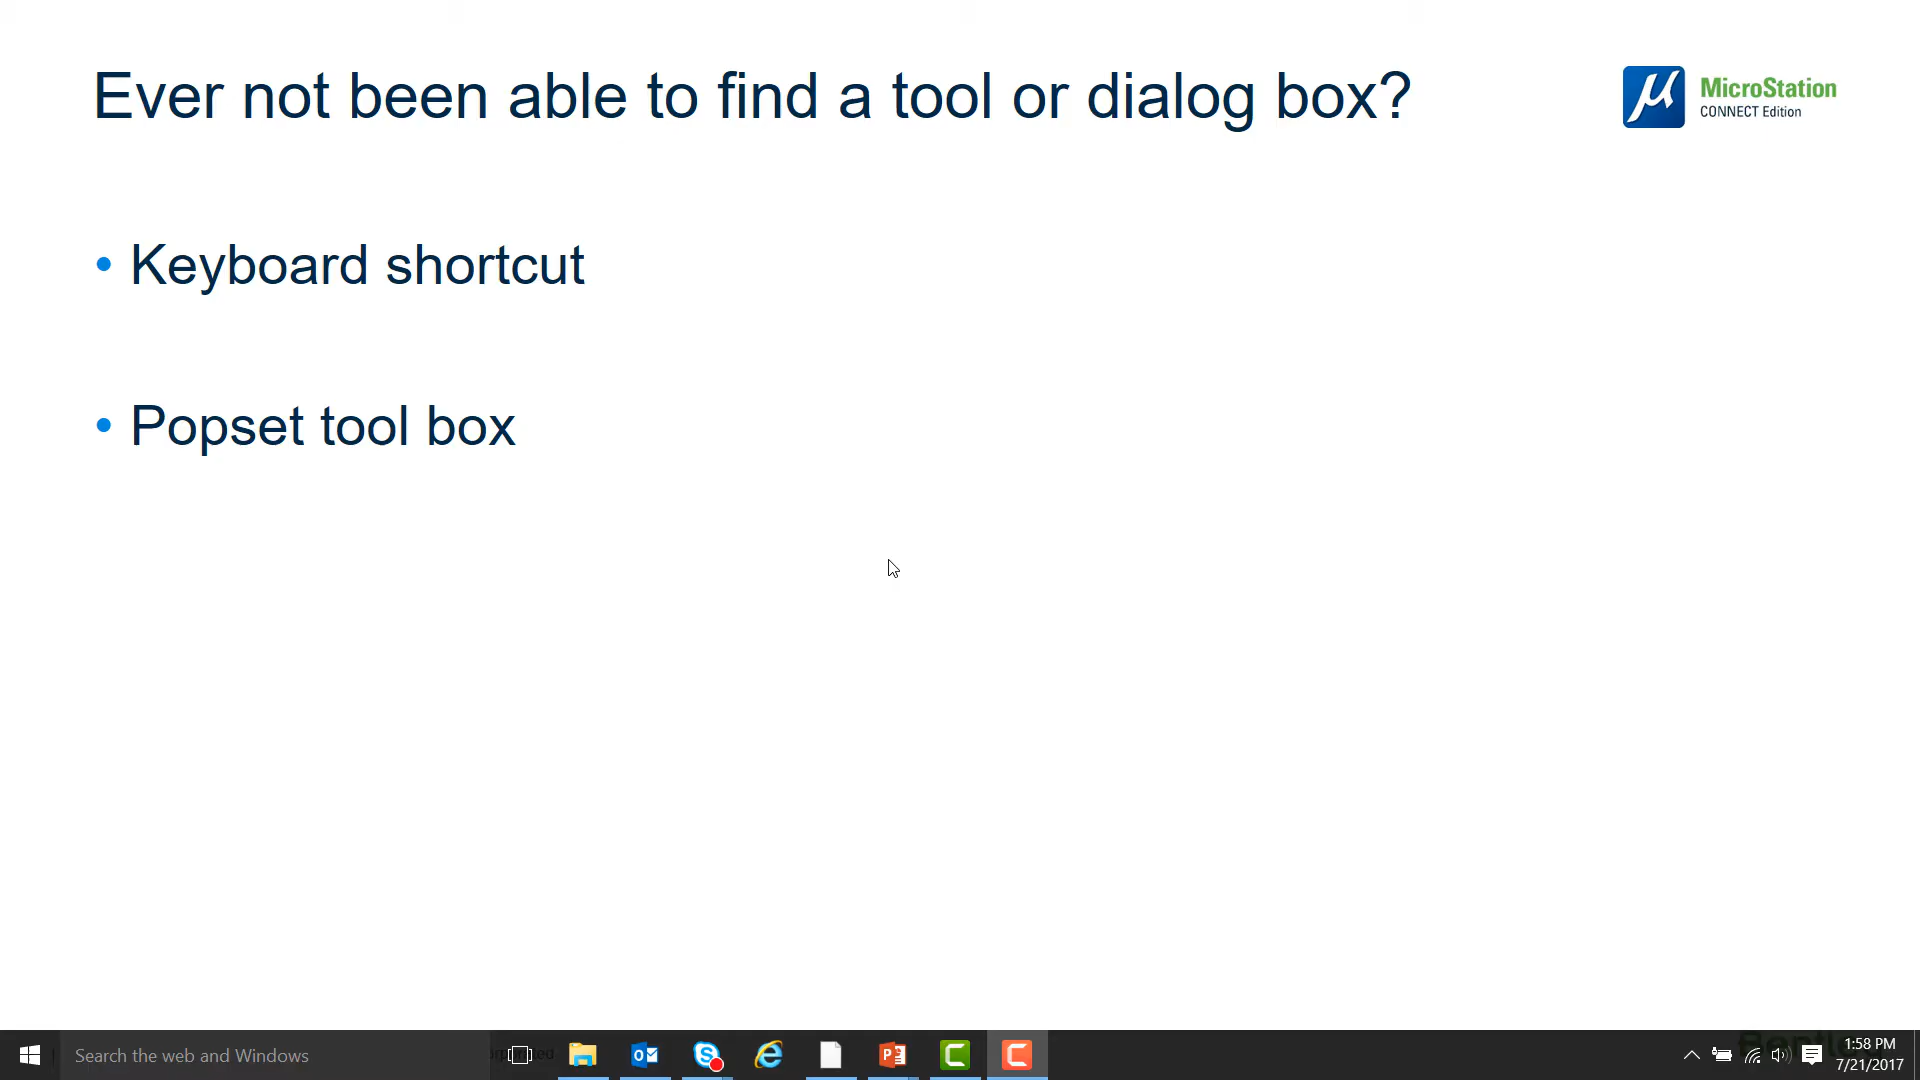 Ever not been able to find a tool or dialog box?
MicroStation
CONNECT Edition
• Keyboard shortcut
• Popset tool box
Search the web and Windows
1:58 PM
7/21/2017